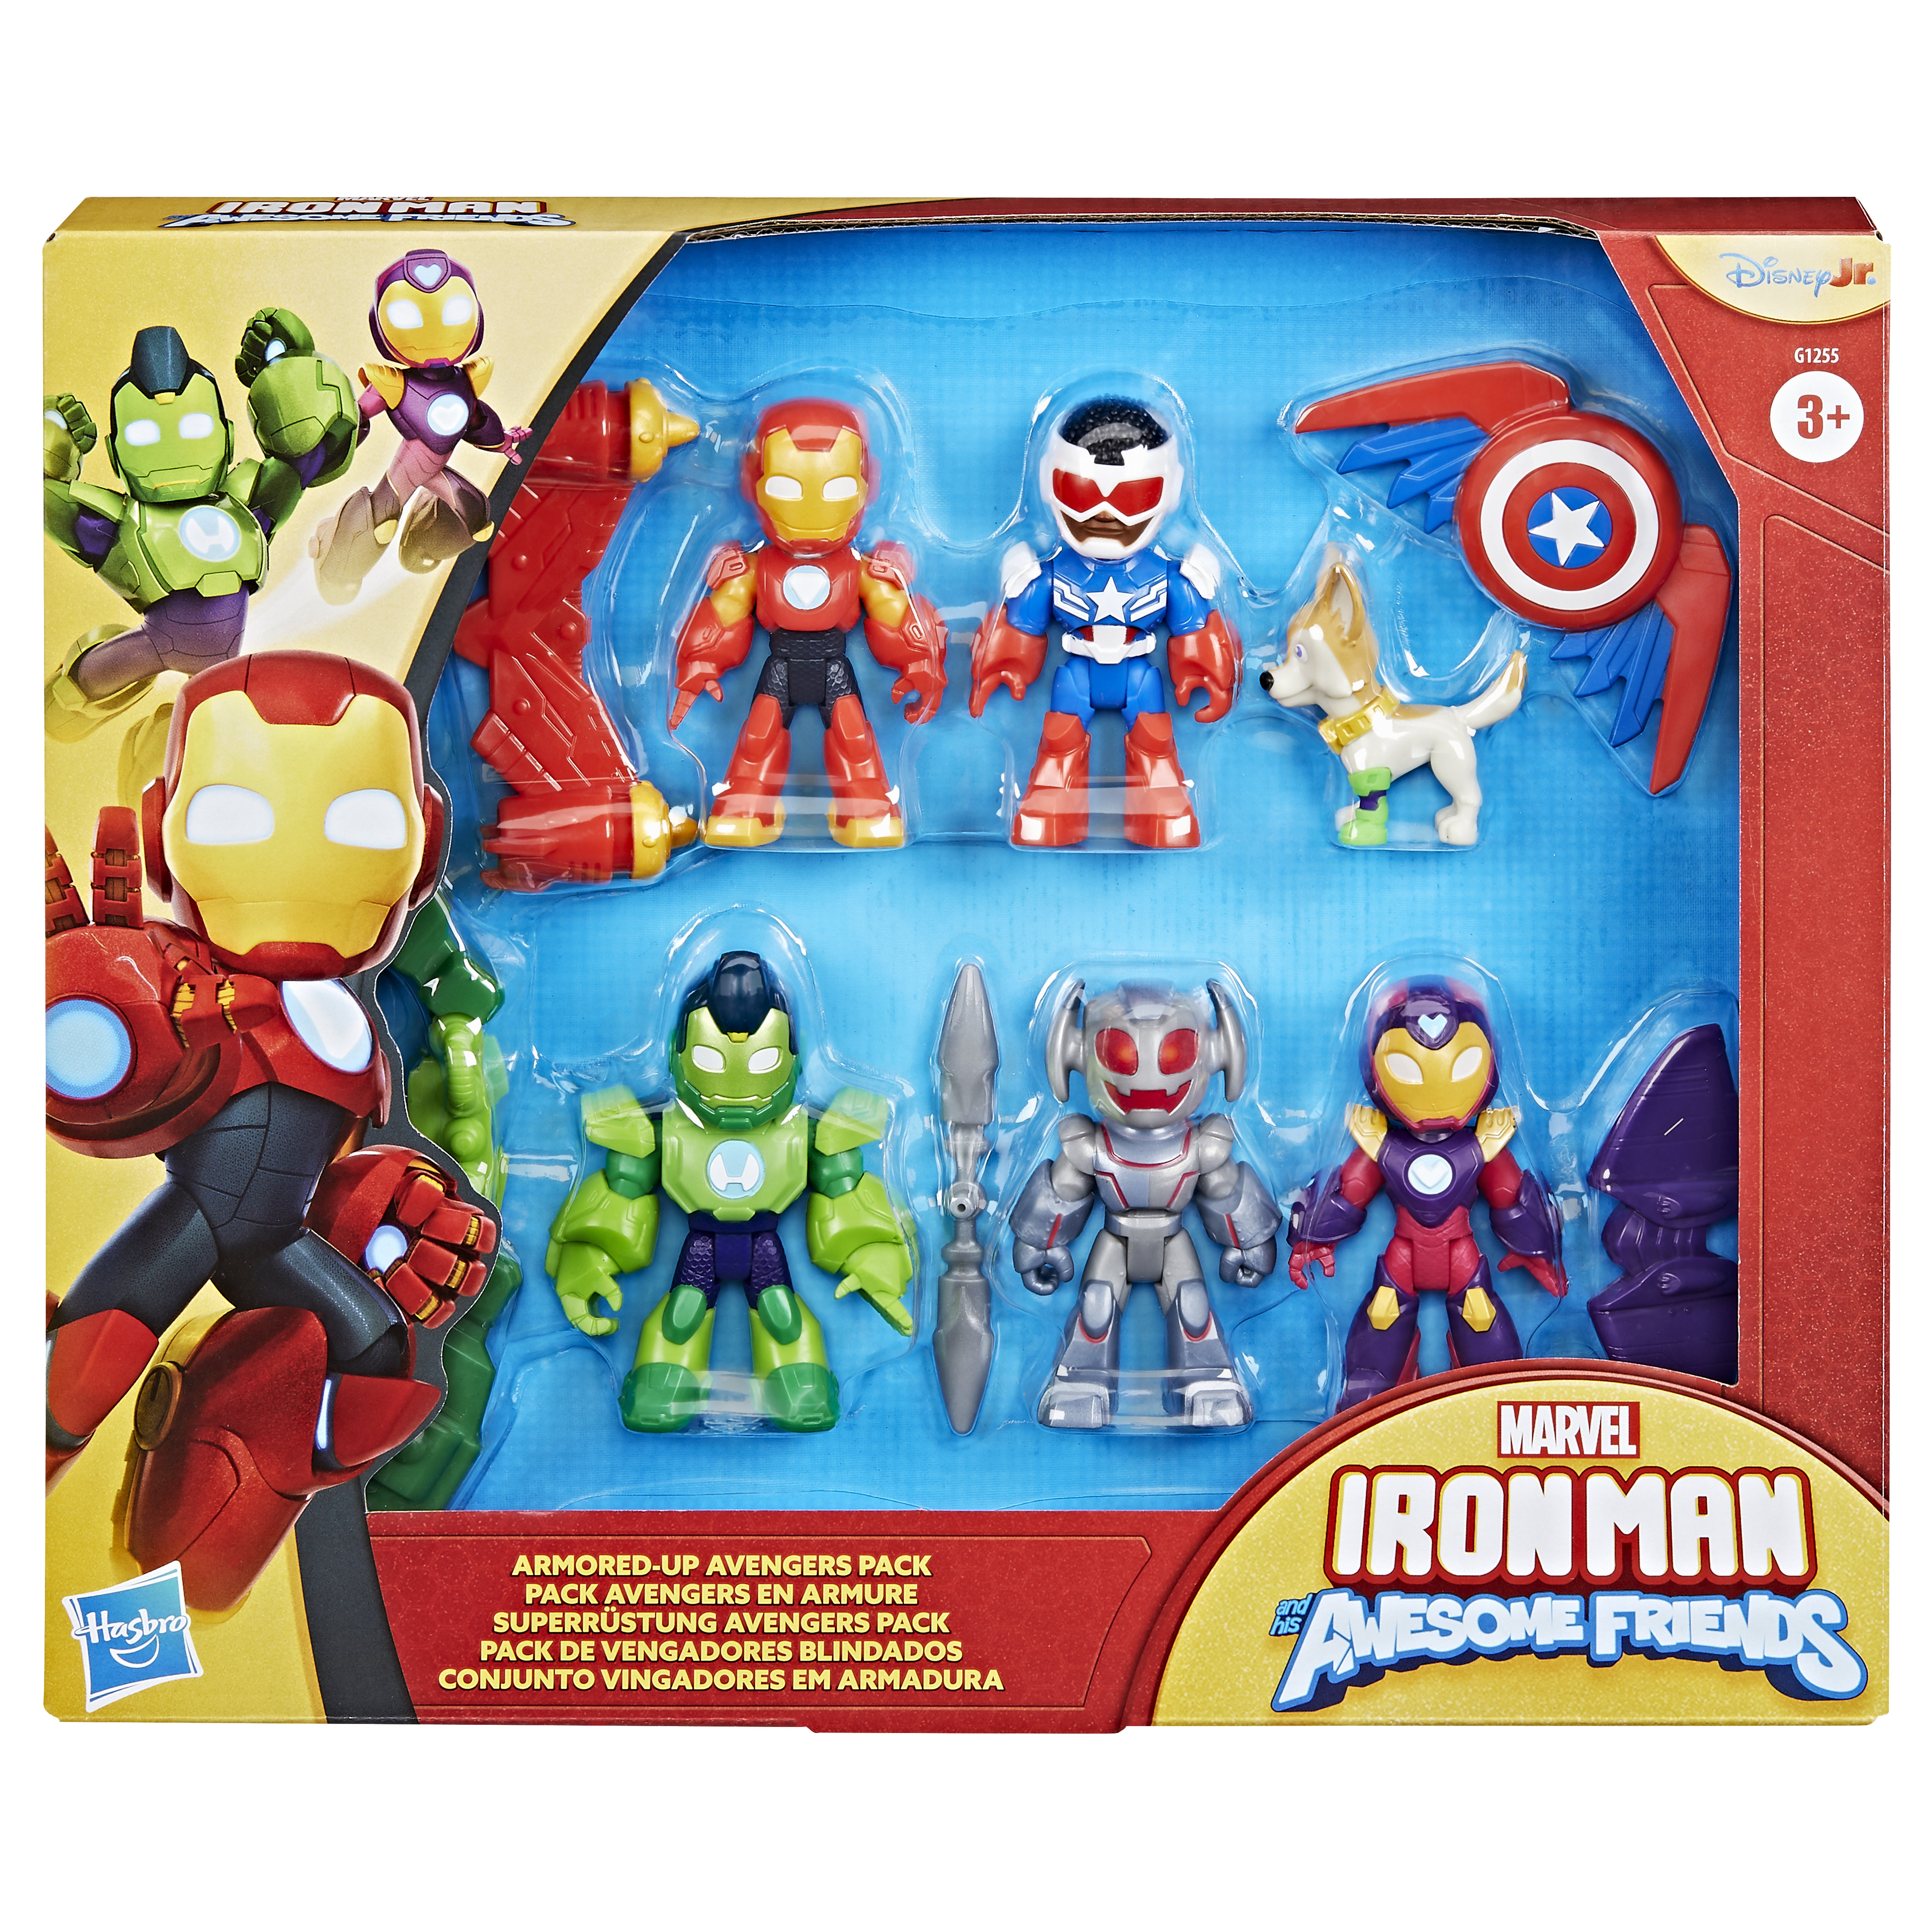 MARVEL
IRON MAN
AWESOME FRIENDS
Disney Jr.
G1255
3+
MARVEL
IRON MAN
and his
AWESOME FRIENDS
ARMORED-UP AVENGERS PACK
PACK AVENGERS EN ARMURE
SUPERRÜSTUNG AVENGERS PACK
PACK DE VENGADORES BLINDADOS
CONJUNTO VINGADORES EM ARMADURA
Hasbro